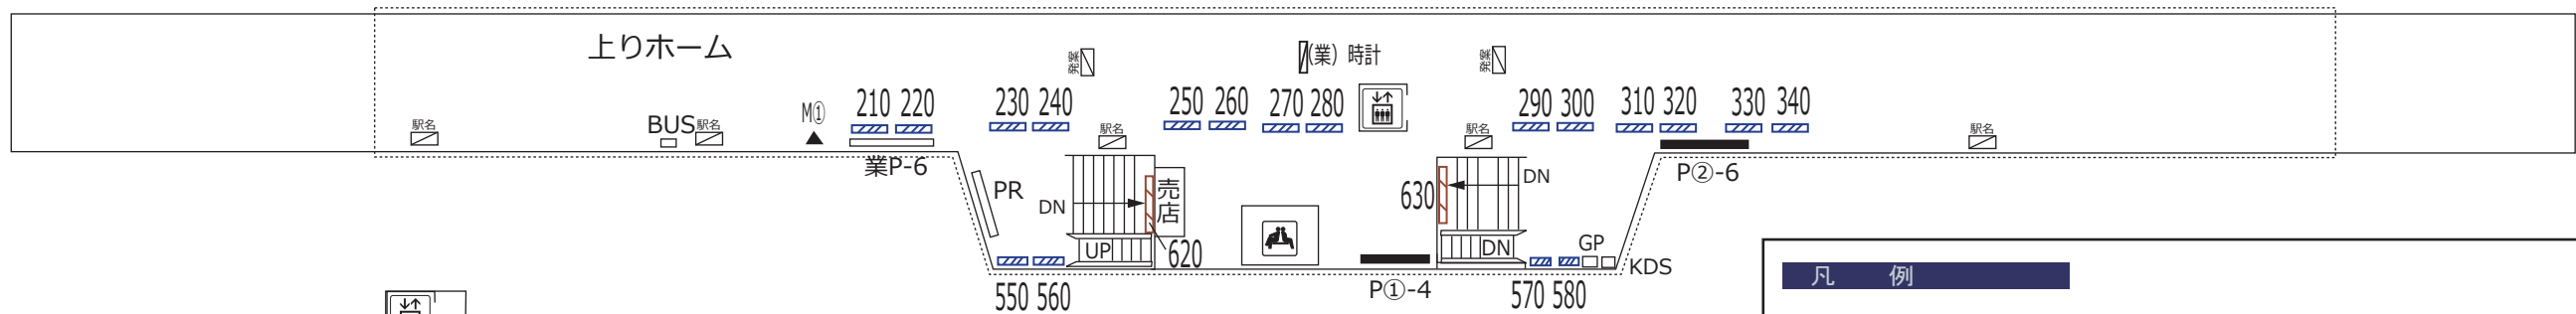 上りホーム
発業
(業) 時計
発業
M①
210 220
230 240
250 260
270 280
290 300
310 320
330 340
駅名
BUS
駅名
駅名
駅名
駅名
業P-6
P②-6
PR
DN
売店
630
DN
UP
620
DN
GP
KDS
P①-4
550 560
570 580
凡 例